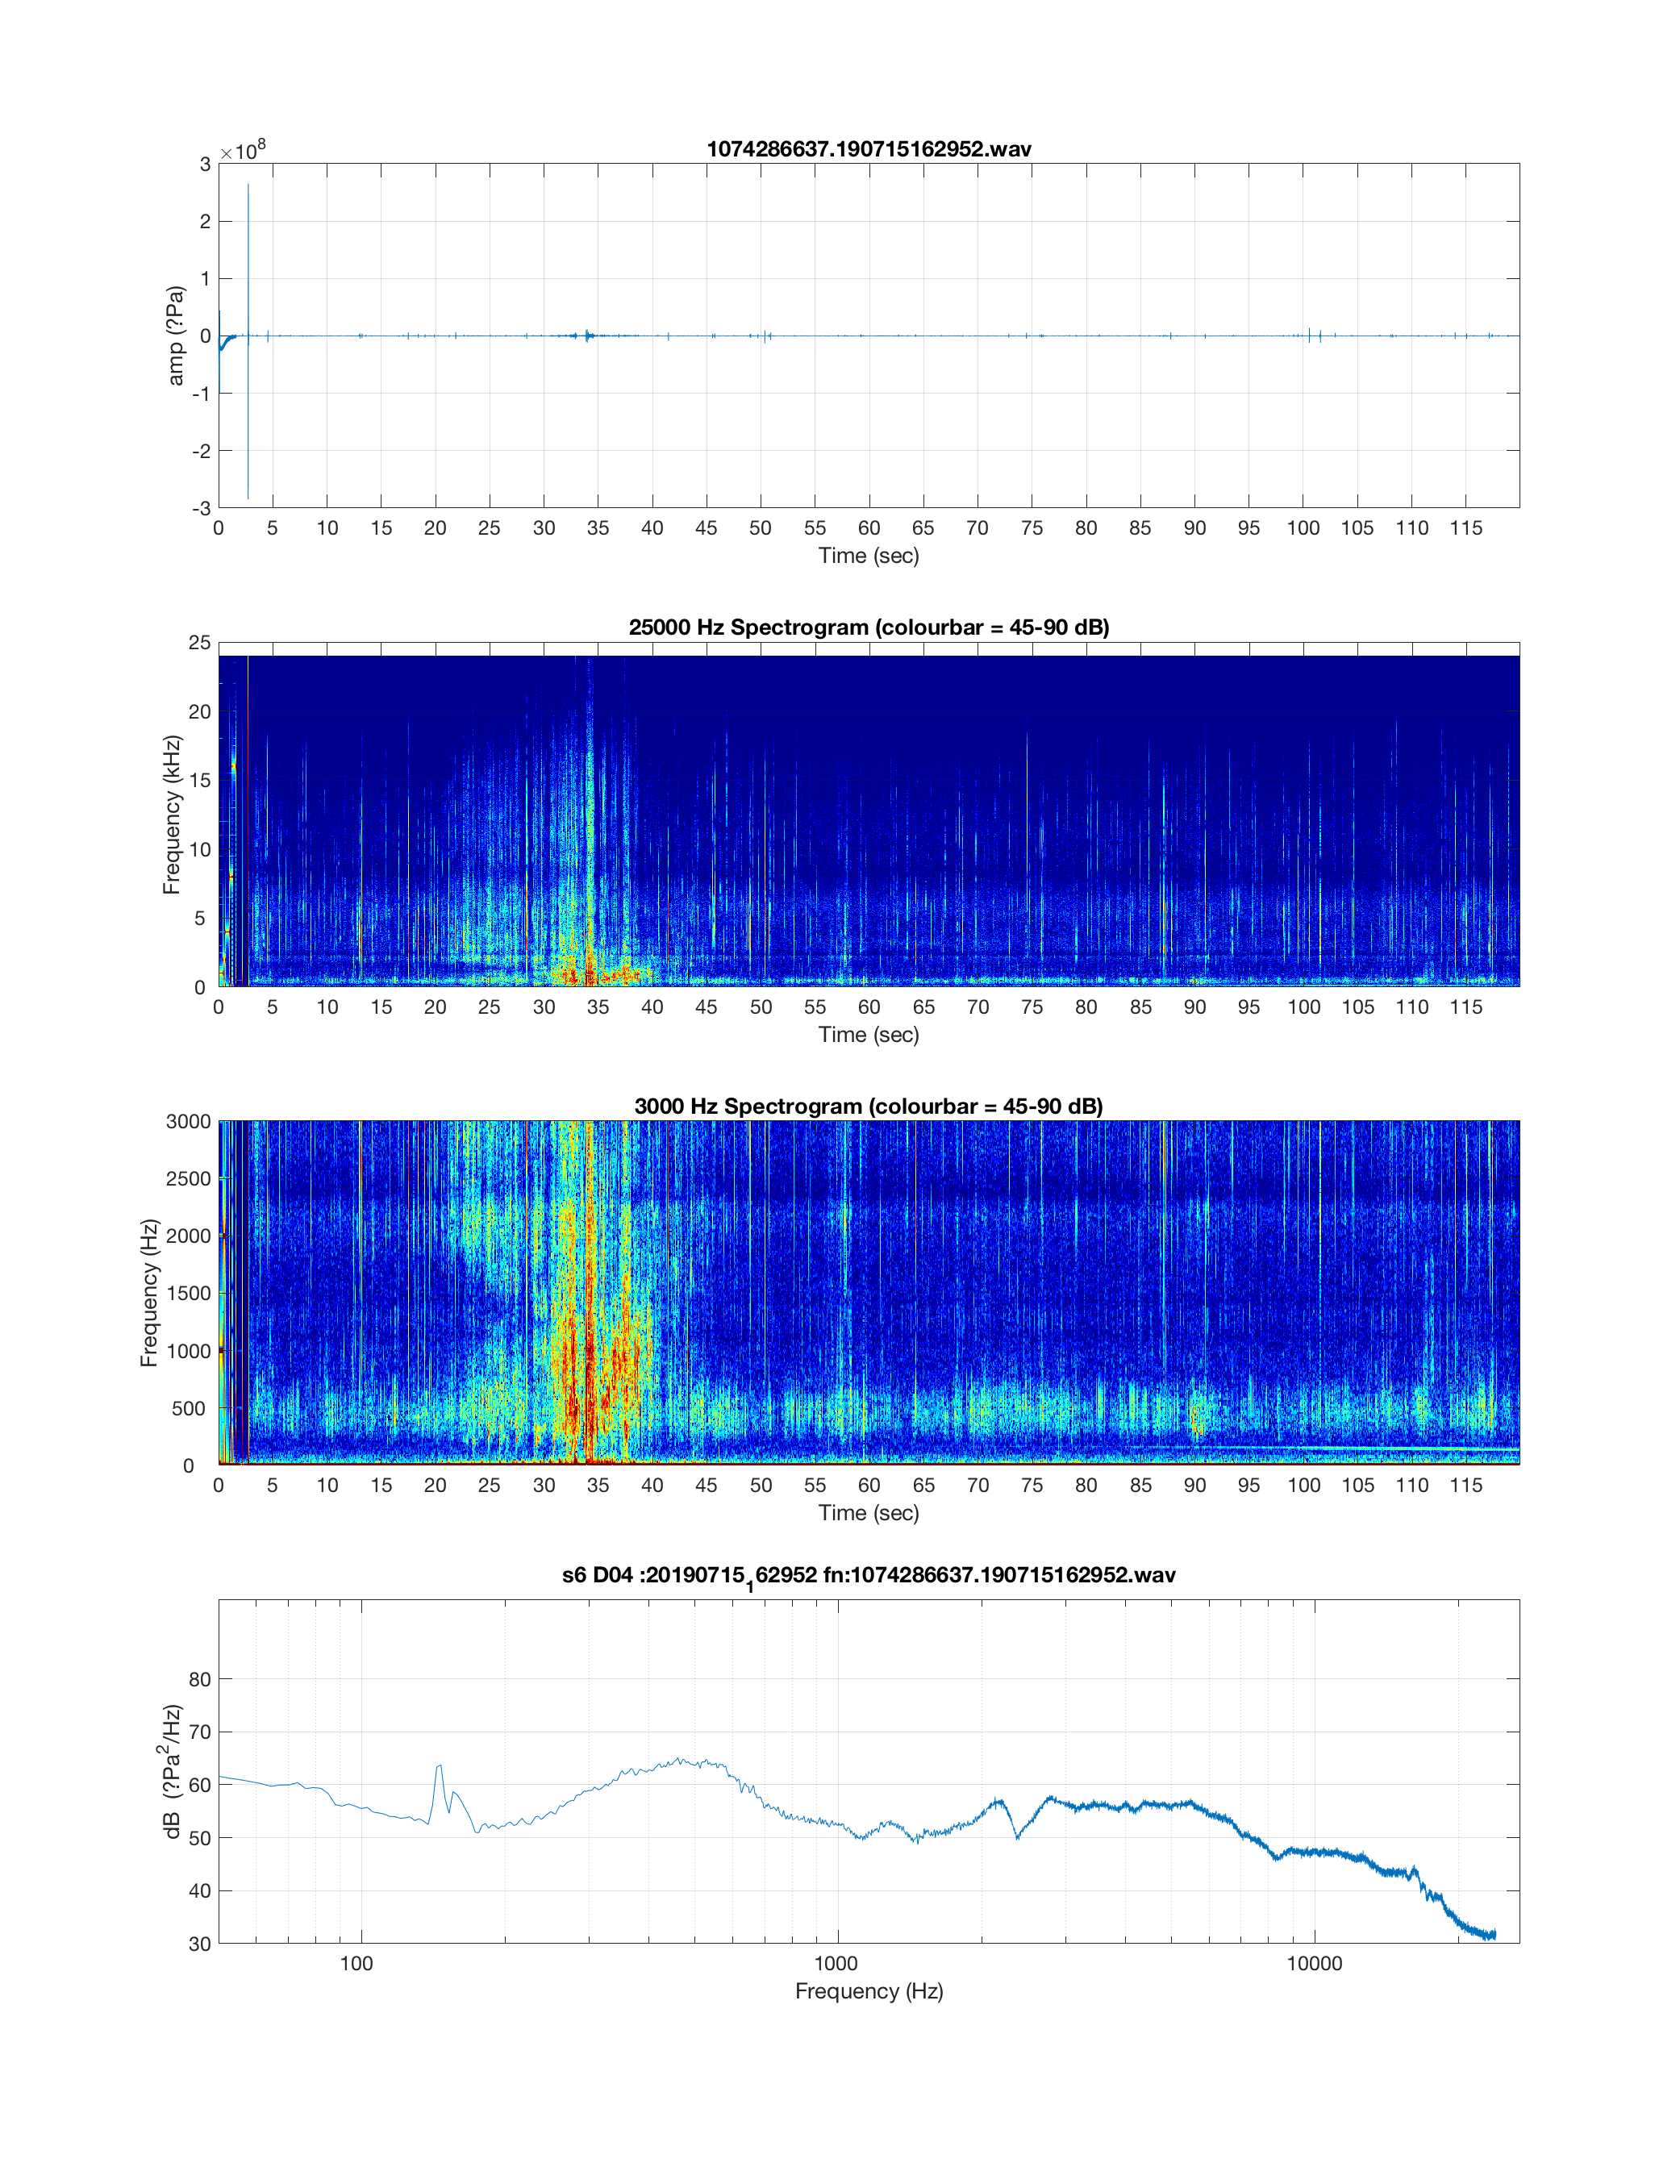 1074286637.190715162952.wav
×10^8
3
2
1
0
-1
-2
-3
amp (?Pa)
0 5 10 15 20 25 30 35 40 45 50 55 60 65 70 75 80 85 90 95 100 105 110 115
Time (sec)
25000 Hz Spectrogram (colourbar = 45-90 dB)
25
20
15
10
5
0
Frequency (kHz)
0 5 10 15 20 25 30 35 40 45 50 55 60 65 70 75 80 85 90 95 100 105 110 115
Time (sec)
3000 Hz Spectrogram (colourbar = 45-90 dB)
3000
2500
2000
1500
1000
500
0
Frequency (Hz)
0 5 10 15 20 25 30 35 40 45 50 55 60 65 70 75 80 85 90 95 100 105 110 115
Time (sec)
s6 D04 :20190715_162952 fn:1074286637.190715162952.wav
80
70
60
50
40
30
dB (?Pa^2/Hz)
100 1000 10000
Frequency (Hz)